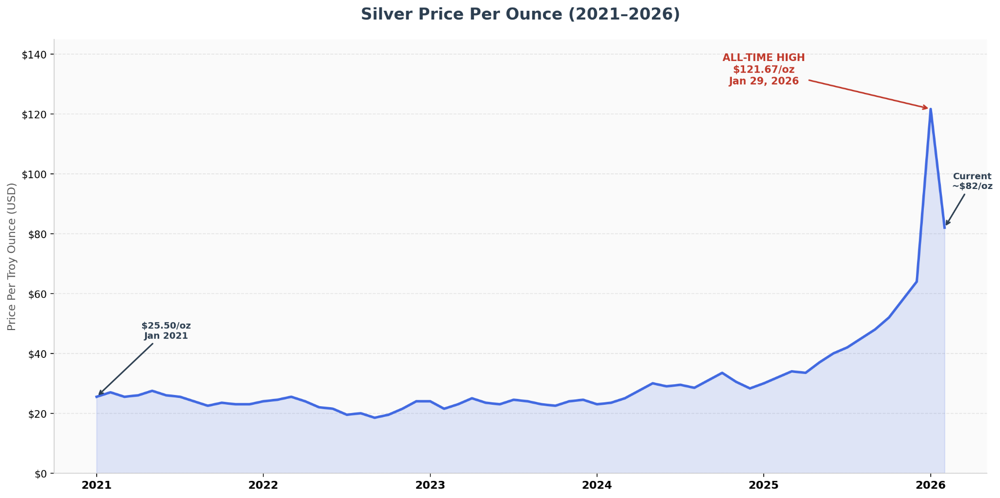 Silver Price Per Ounce (2021–2026)
Price Per Troy Ounce (USD)
$140
$120
$100
$80
$60
$40
$20
$0
ALL-TIME HIGH
$121.67/oz
Jan 29, 2026
Current
~$82/oz
$25.50/oz
Jan 2021
2021
2022
2023
2024
2025
2026